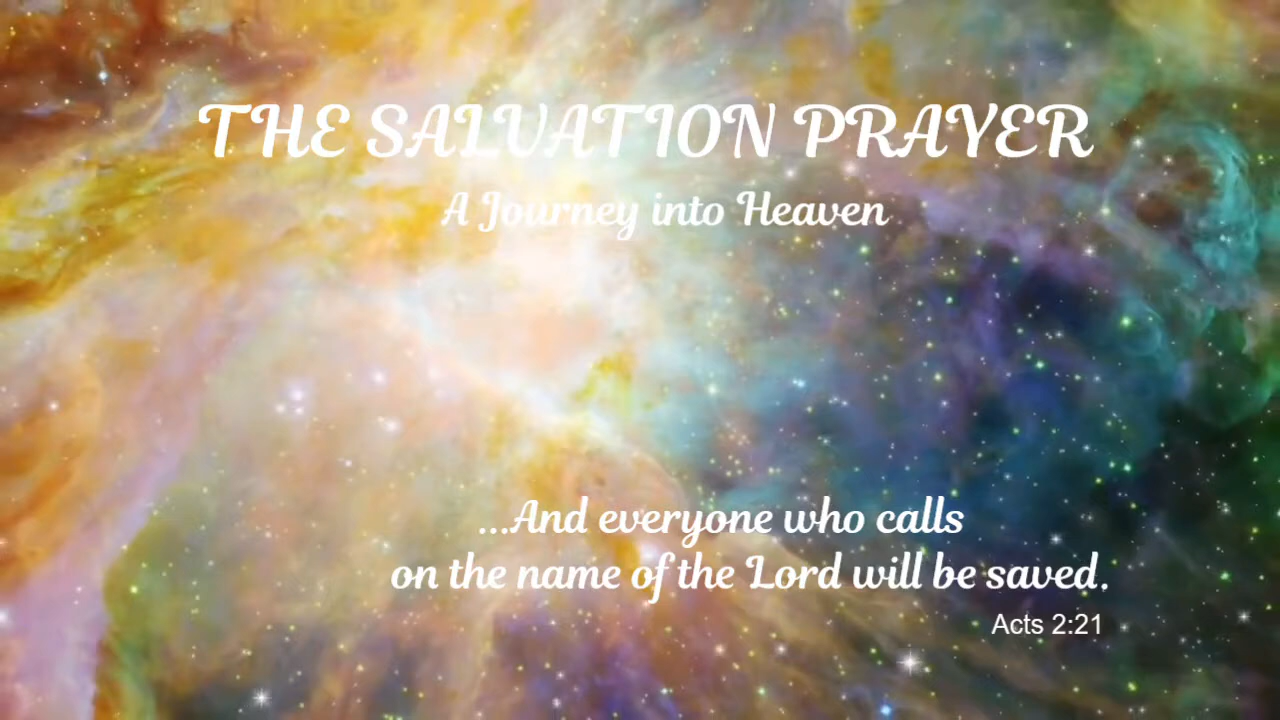 THE SALVATION PRAYER
A Journey into Heaven
...And everyone who calls
on the name of the Lord will be saved.
Acts 2:21